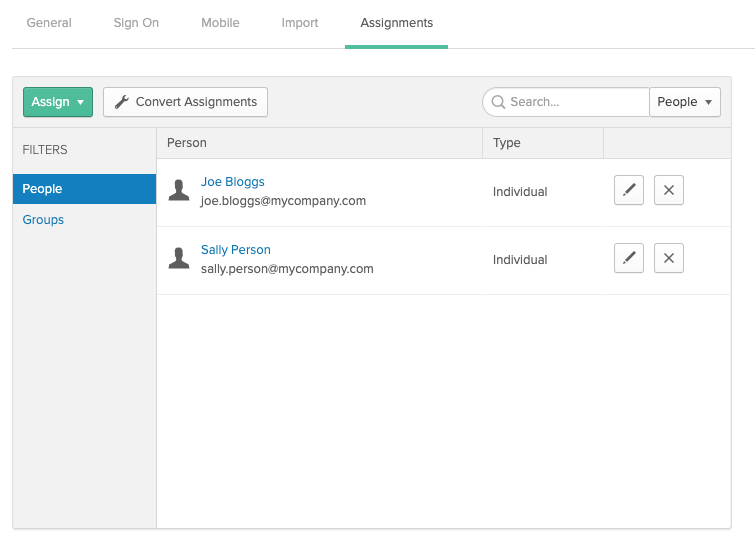 General Sign On Mobile Import Assignments
Assign Convert Assignments Search... People
FILTERS
People
Groups
Person Type
Joe Bloggs
joe.bloggs@mycompany.com
Individual
Sally Person
sally.person@mycompany.com
Individual